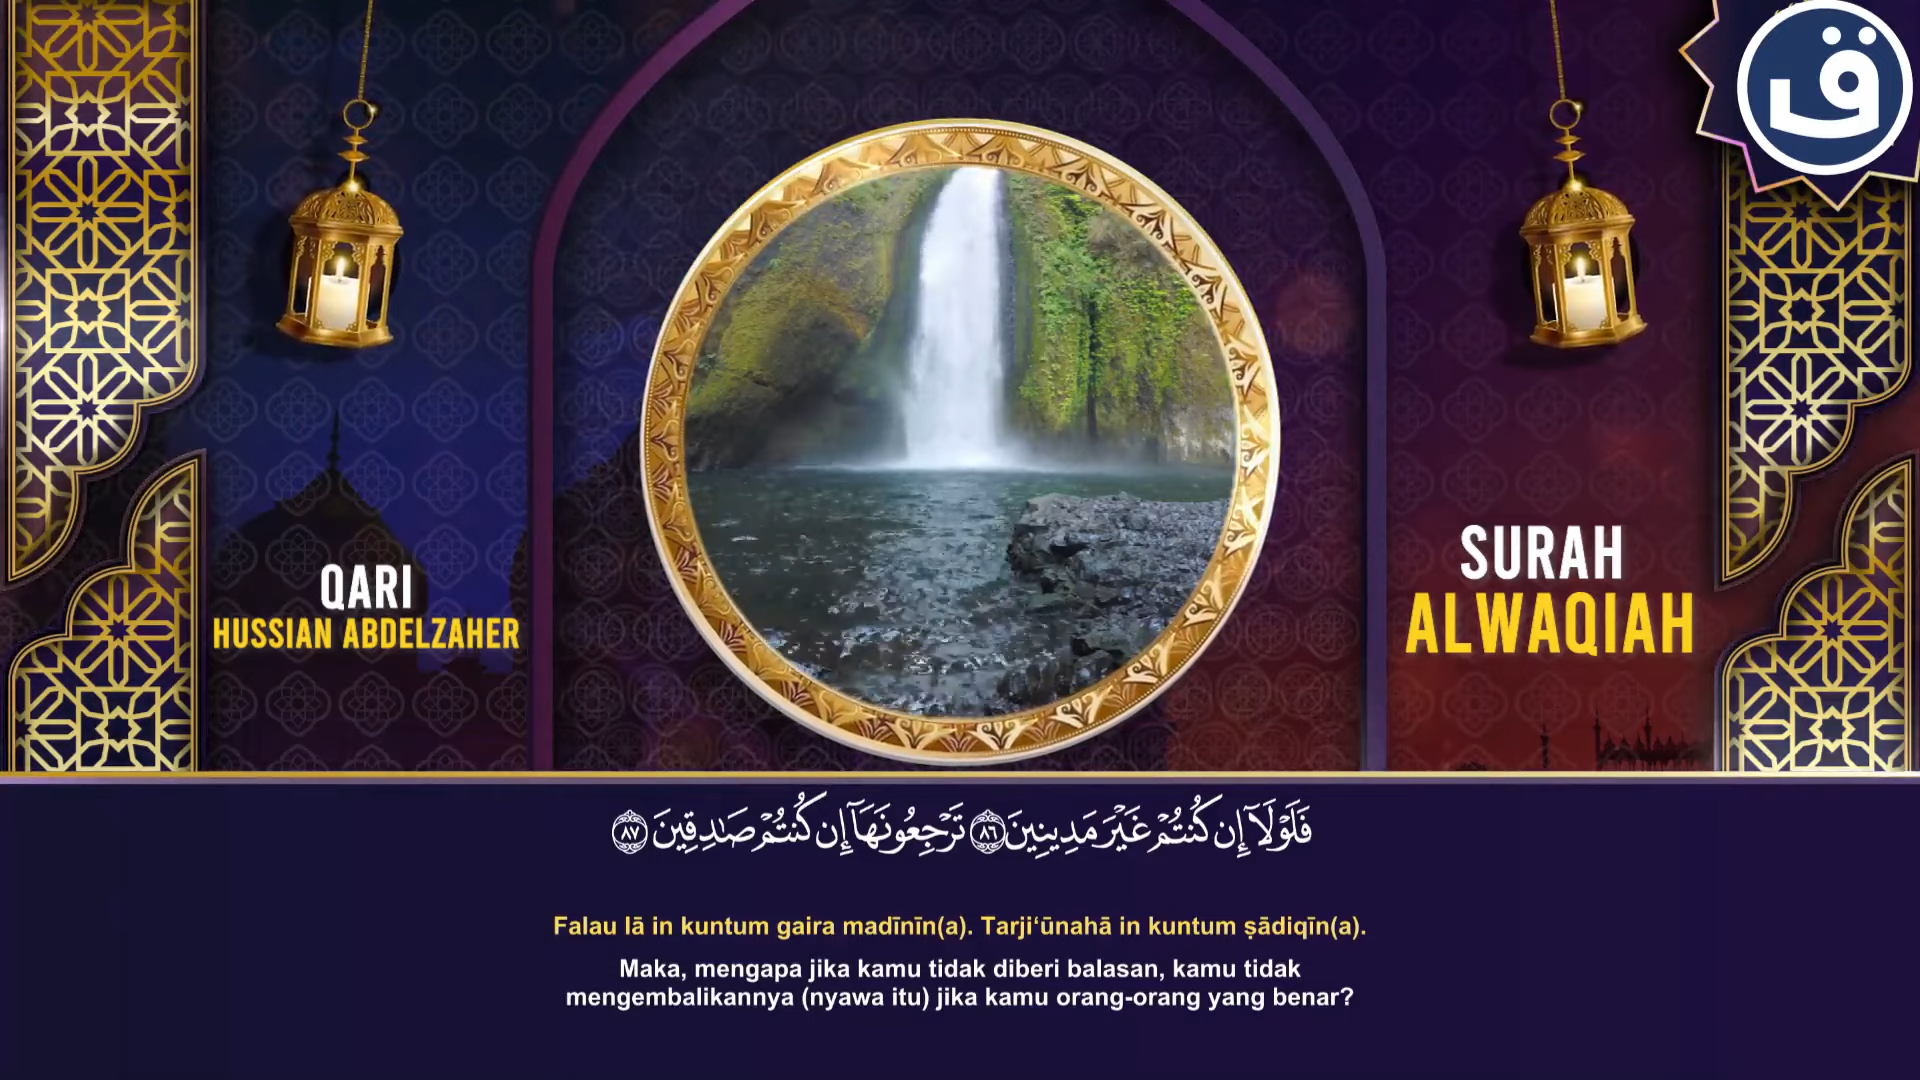 ق
QARI
HUSSIAN ABDELZAHER
SURAH
ALWAQIAH
فَلَوْلَآ إِن كُنتُمْ غَيْرَ مَدِينِينَ ٨٦ تَرْجِعُونَهَآ إِن كُنتُمْ صَـٰدِقِينَ ٨٧
Falau lā in kuntum gaira madīnīn(a). Tarji‘ūnahā in kuntum ṣādiqīn(a).
Maka, mengapa jika kamu tidak diberi balasan, kamu tidak
mengembalikannya (nyawa itu) jika kamu orang-orang yang benar?